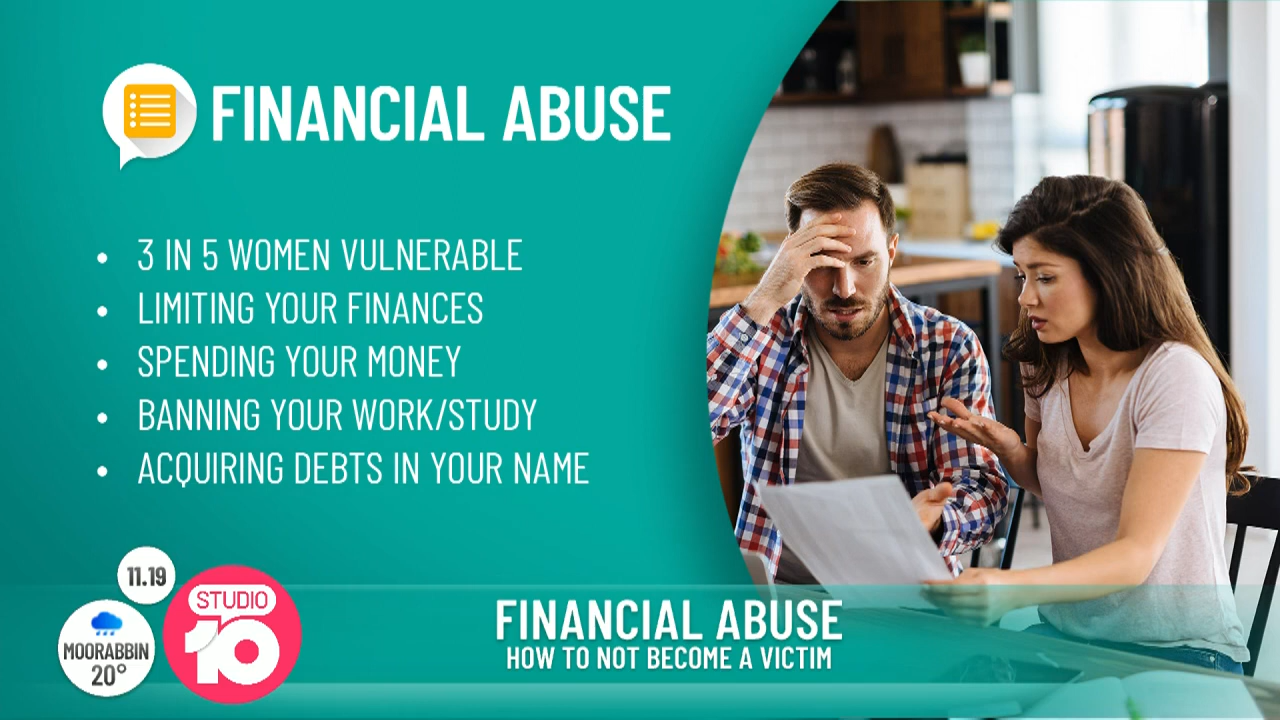 FINANCIAL ABUSE
• 3 IN 5 WOMEN VULNERABLE
• LIMITING YOUR FINANCES
• SPENDING YOUR MONEY
• BANNING YOUR WORK/STUDY
• ACQUIRING DEBTS IN YOUR NAME
11.19
MOORABBIN
20°
STUDIO
10
FINANCIAL ABUSE
HOW TO NOT BECOME A VICTIM